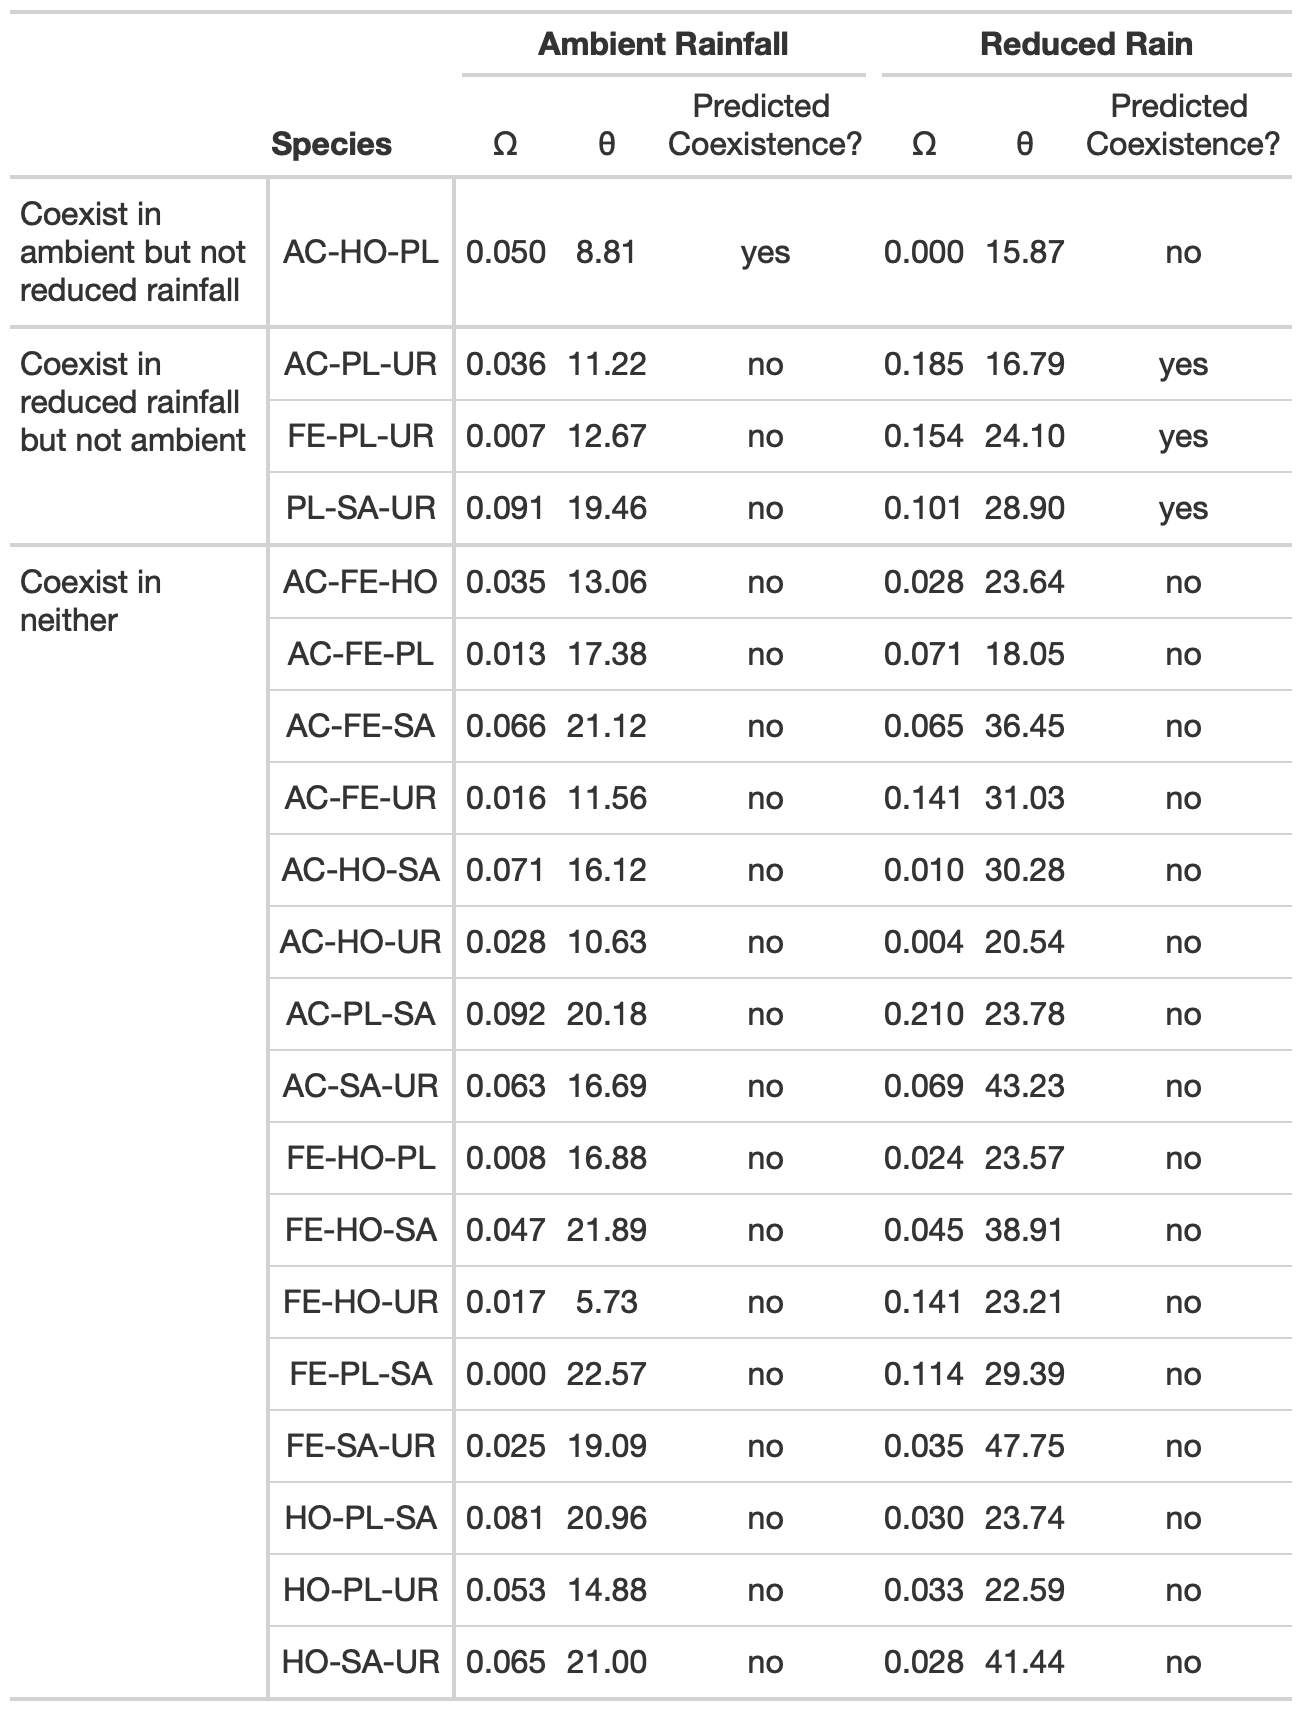 Ambient Rainfall Reduced Rain
Predicted Predicted
Species Ω θ Coexistence? Ω θ Coexistence?
Coexist in
ambient but not AC-HO-PL 0.050 8.81 yes 0.000 15.87 no
reduced rainfall
Coexist in AC-PL-UR 0.036 11.22 no 0.185 16.79 yes
reduced rainfall
but not ambient FE-PL-UR 0.007 12.67 no 0.154 24.10 yes
PL-SA-UR 0.091 19.46 no 0.101 28.90 yes
Coexist in AC-FE-HO 0.035 13.06 no 0.028 23.64 no
neither
AC-FE-PL 0.013 17.38 no 0.071 18.05 no
AC-FE-SA 0.066 21.12 no 0.065 36.45 no
AC-FE-UR 0.016 11.56 no 0.141 31.03 no
AC-HO-SA 0.071 16.12 no 0.010 30.28 no
AC-HO-UR 0.028 10.63 no 0.004 20.54 no
AC-PL-SA 0.092 20.18 no 0.210 23.78 no
AC-SA-UR 0.063 16.69 no 0.069 43.23 no
FE-HO-PL 0.008 16.88 no 0.024 23.57 no
FE-HO-SA 0.047 21.89 no 0.045 38.91 no
FE-HO-UR 0.017 5.73 no 0.141 23.21 no
FE-PL-SA 0.000 22.57 no 0.114 29.39 no
FE-SA-UR 0.025 19.09 no 0.035 47.75 no
HO-PL-SA 0.081 20.96 no 0.030 23.74 no
HO-PL-UR 0.053 14.88 no 0.033 22.59 no
HO-SA-UR 0.065 21.00 no 0.028 41.44 no